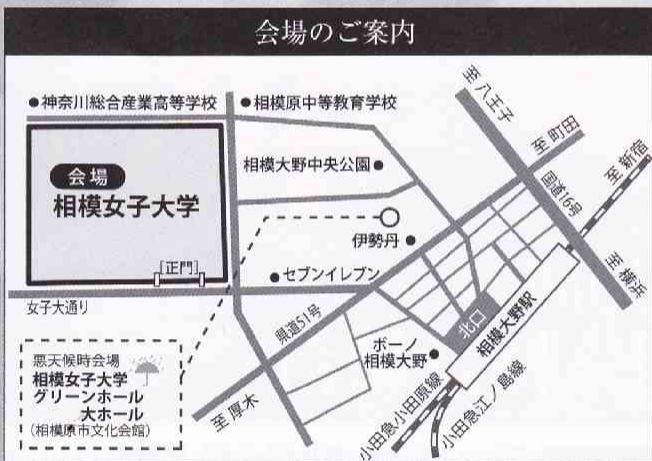 会場のご案内
●神奈川総合産業高等学校
●相模原中等教育学校
至八王子
至町田
至新宿
会場
相模女子大学
相模大野中央公園●
国道16号
伊勢丹●
[正門]
●セブンイレブン
至横浜
女子大通り
県道51号
北口
相模大野駅
ボーノ
相模大野●
悪天候時会場
相模女子大学
グリーンホール
大ホール
(相模原市文化会館)
至厚木
小田急小田原線
小田急江ノ島線